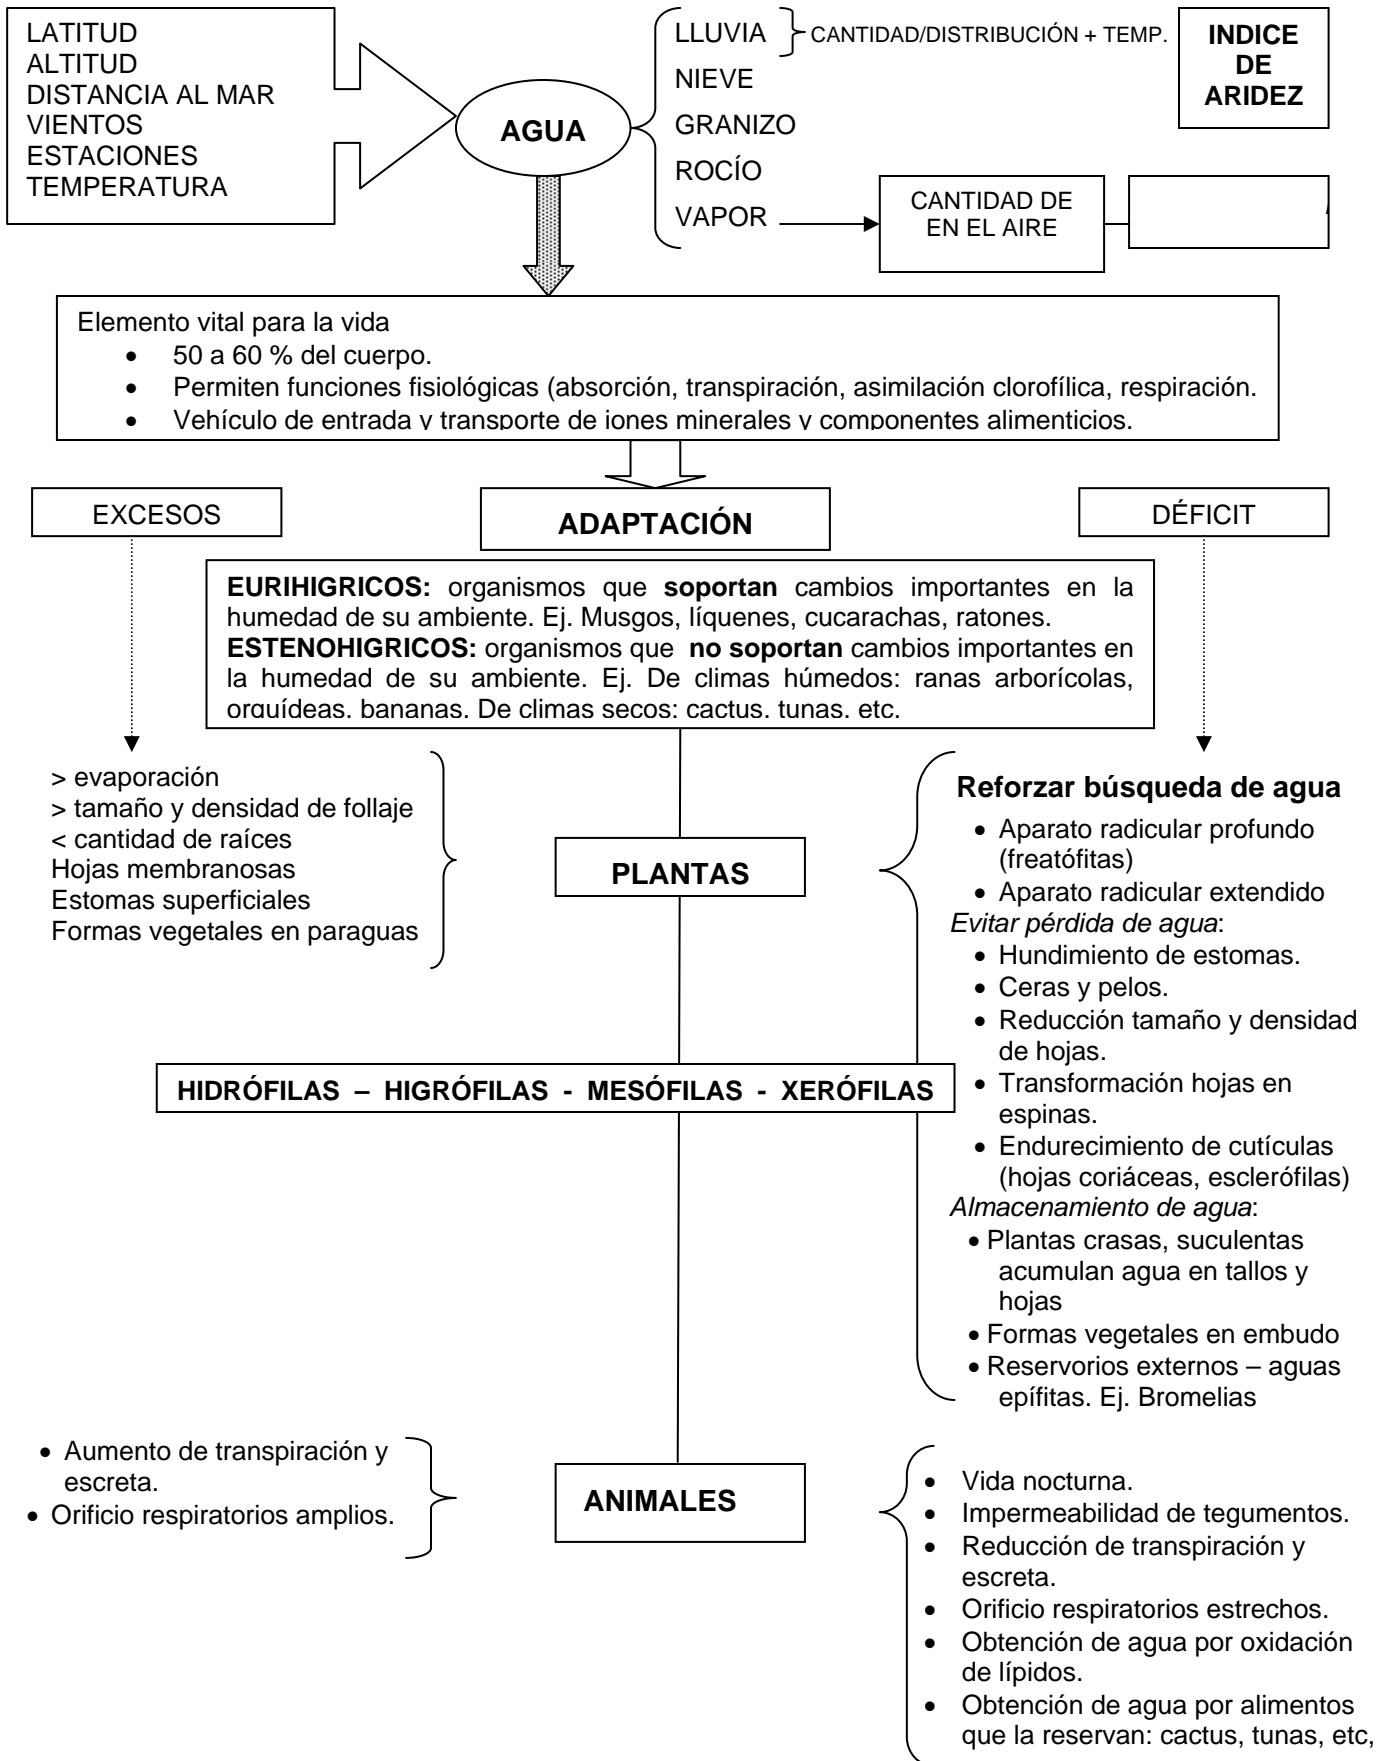 LATITUD
ALTITUD
DISTANCIA AL MAR
VIENTOS
ESTACIONES
TEMPERATURA
AGUA
LLUVIA
NIEVE
GRANIZO
ROCÍO
VAPOR
CANTIDAD/DISTRIBUCIÓN + TEMP.
INDICE
DE
ARIDEZ
CANTIDAD DE
EN EL AIRE
Elemento vital para la vida
• 50 a 60 % del cuerpo.
• Permiten funciones fisiológicas (absorción, transpiración, asimilación clorofílica, respiración.
• Vehículo de entrada y transporte de iones minerales y componentes alimenticios.
EXCESOS
ADAPTACIÓN
DÉFICIT
EURIHIGRICOS: organismos que soportan cambios importantes en la
humedad de su ambiente. Ej. Musgos, líquenes, cucarachas, ratones.
ESTENOHIGRICOS: organismos que no soportan cambios importantes en
la humedad de su ambiente. Ej. De climas húmedos: ranas arborícolas,
orquídeas, bananas. De climas secos: cactus, tunas, etc.
> evaporación
> tamaño y densidad de follaje
< cantidad de raíces
Hojas membranosas
Estomas superficiales
Formas vegetales en paraguas
PLANTAS
Reforzar búsqueda de agua
• Aparato radicular profundo
(freatófitas)
• Aparato radicular extendido
Evitar pérdida de agua:
• Hundimiento de estomas.
• Ceras y pelos.
• Reducción tamaño y densidad
de hojas.
• Transformación hojas en
espinas.
• Endurecimiento de cutículas
(hojas coriáceas, esclerófilas)
Almacenamiento de agua:
• Plantas crasas, suculentas
acumulan agua en tallos y
hojas
• Formas vegetales en embudo
• Reservorios externos – aguas
epífitas. Ej. Bromelias
HIDRÓFILAS – HIGRÓFILAS - MESÓFILAS - XERÓFILAS
• Aumento de transpiración y
escreta.
• Orificio respiratorios amplios.
ANIMALES
• Vida nocturna.
• Impermeabilidad de tegumentos.
• Reducción de transpiración y
escreta.
• Orificio respiratorios estrechos.
• Obtención de agua por oxidación
de lípidos.
• Obtención de agua por alimentos
que la reservan: cactus, tunas, etc,